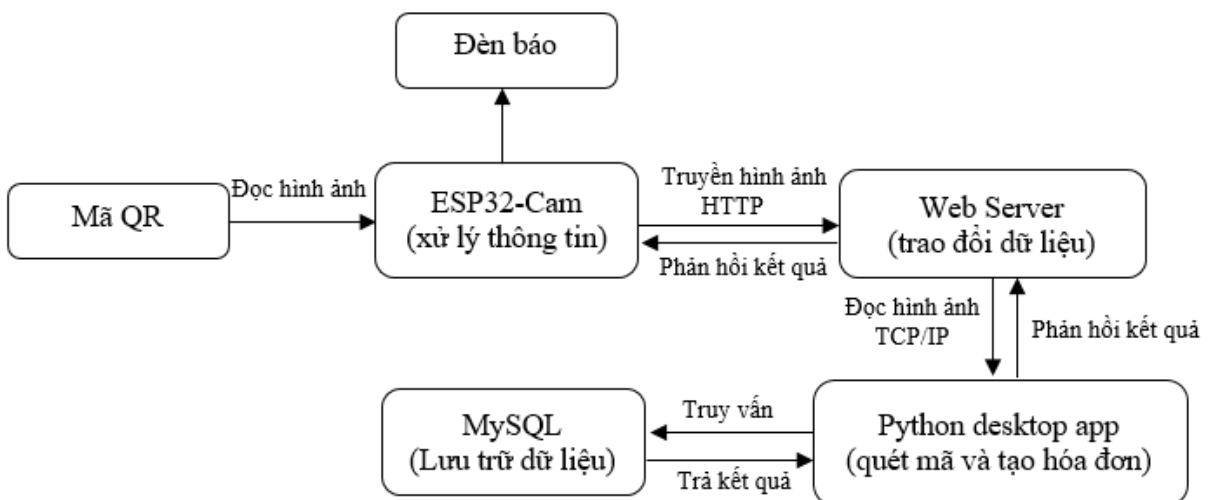 Đèn báo
Mã QR
Đọc hình ảnh
ESP32-Cam
(xử lý thông tin)
Truyền hình ảnh
HTTP
Phản hồi kết quả
Web Server
(trao đổi dữ liệu)
Đọc hình ảnh
TCP/IP
Phản hồi kết quả
MySQL
(Lưu trữ dữ liệu)
Truy vấn
Trả kết quả
Python desktop app
(quét mã và tạo hóa đơn)